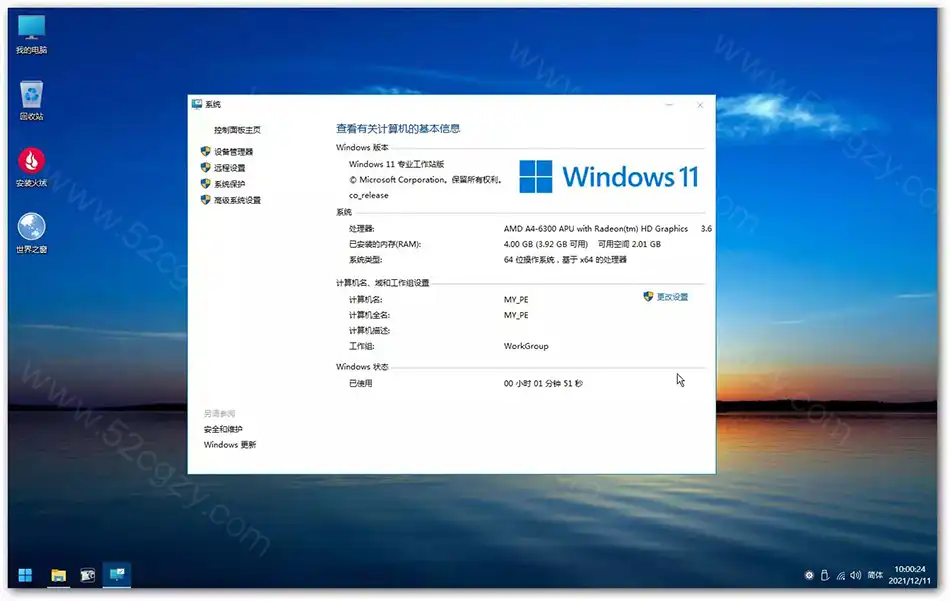 我的电脑
回收站
安装火绒
世界之窗
系统
控制面板主页
设备管理器
远程设置
系统保护
高级系统设置
另请参阅
安全和维护
Windows 更新
查看有关计算机的基本信息
Windows 版本
Windows 11 专业工作站版
© Microsoft Corporation。保留所有权利。
co_release
Windows 11
系统
处理器: AMD A4-6300 APU with Radeon(tm) HD Graphics 3.6
已安装的内存(RAM): 4.00 GB (3.92 GB 可用) 可用空间 2.01 GB
系统类型: 64 位操作系统，基于 x64 的处理器
计算机名、域和工作组设置
计算机名: MY_PE
更改设置
计算机全名: MY_PE
计算机描述:
工作组: WorkGroup
Windows 状态
已使用 00 小时 01 分钟 51 秒
简体
10:00:24
2021/12/11
www.52cgzy.com